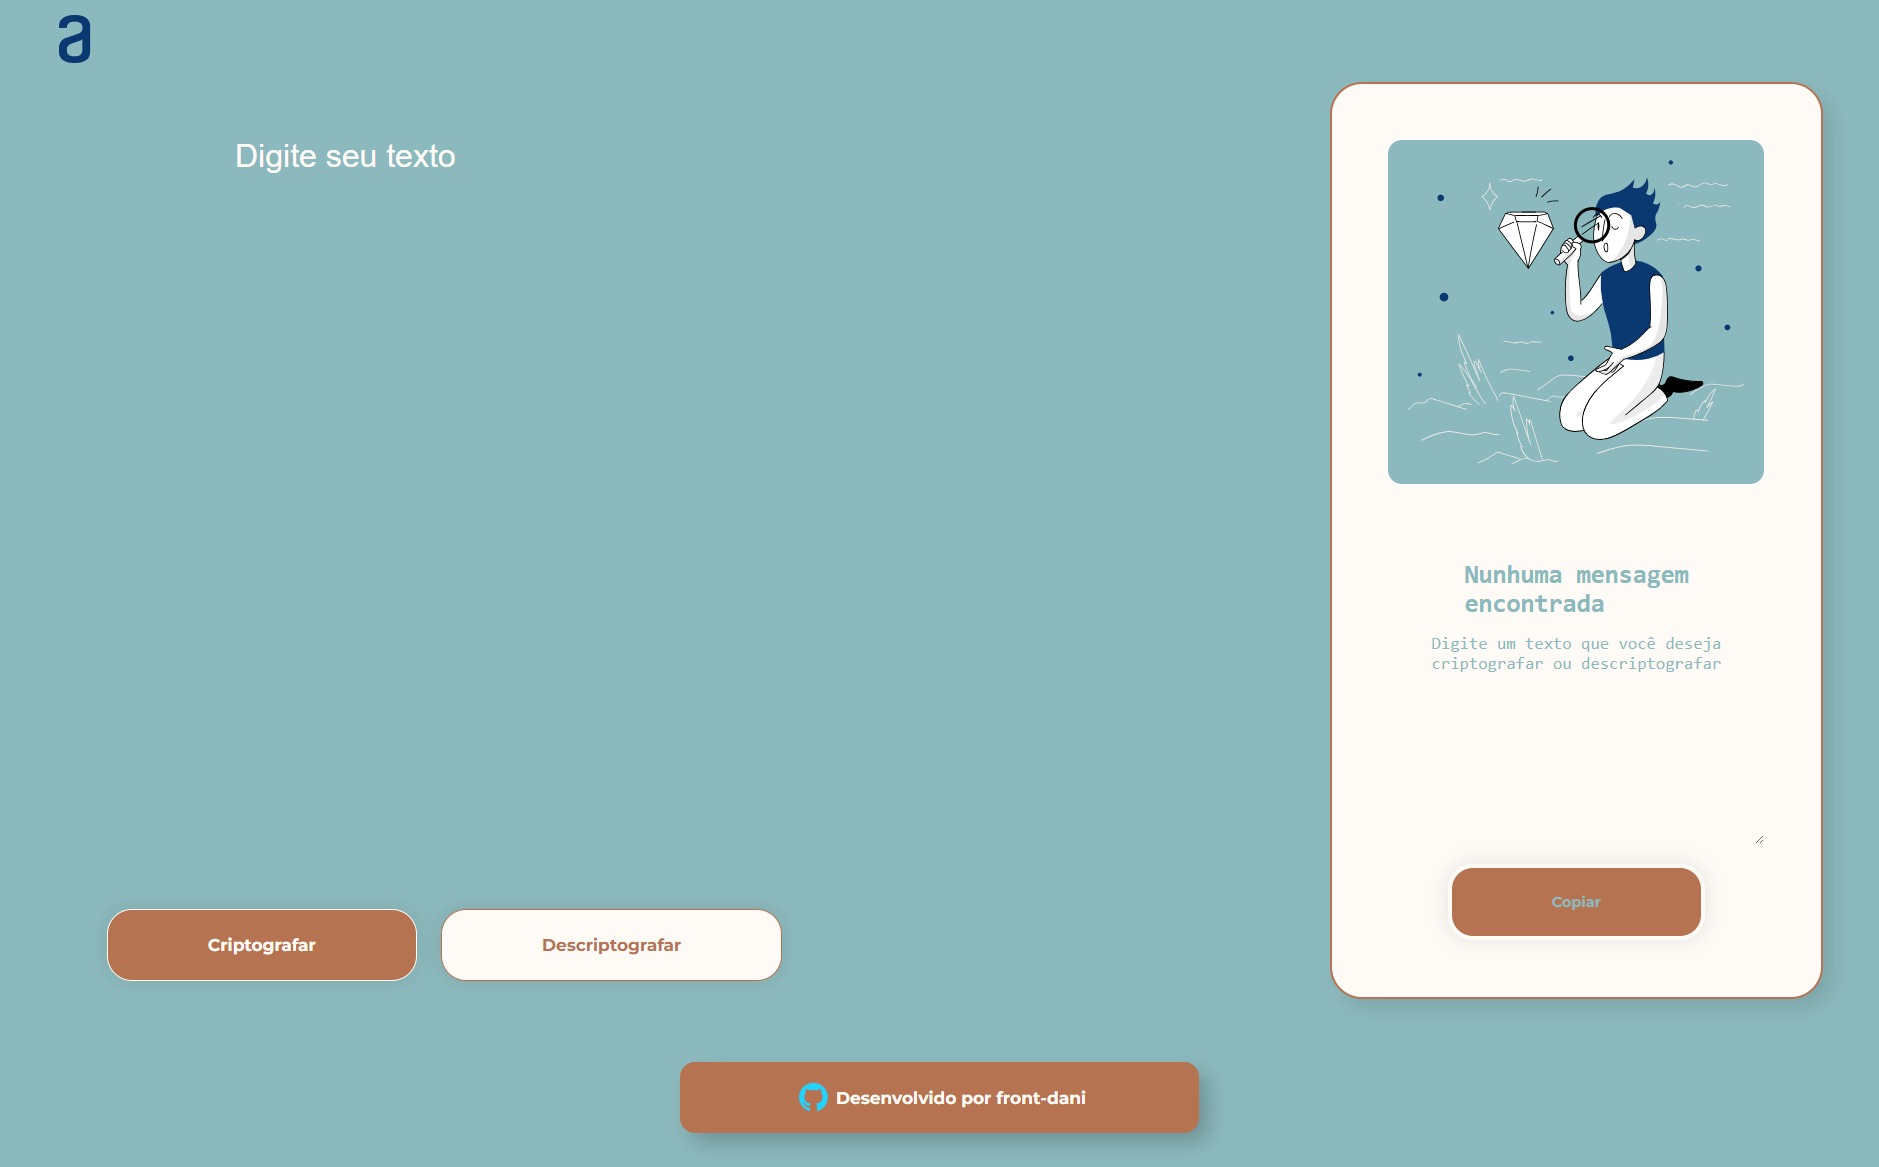 a
Digite seu texto
Nunhuma mensagem
encontrada
Digite um texto que você deseja
criptografar ou descriptografar
Copiar
Criptografar
Descriptografar
Desenvolvido por front-dani